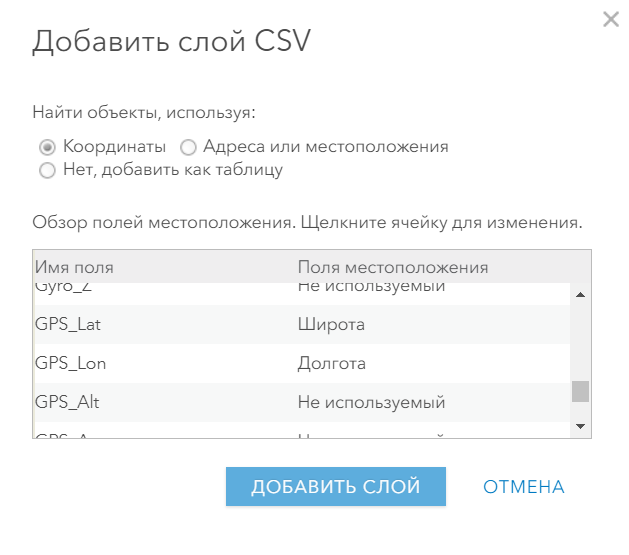 Добавить слой CSV
Найти объекты, используя:
Координаты Адреса или местоположения
Нет, добавить как таблицу
Обзор полей местоположения. Щелкните ячейку для изменения.
Имя поля Поля местоположения
Gyro_Z Не используемый
GPS_Lat Широта
GPS_Lon Долгота
GPS_Alt Не используемый
ДОБАВИТЬ СЛОЙ ОТМЕНА